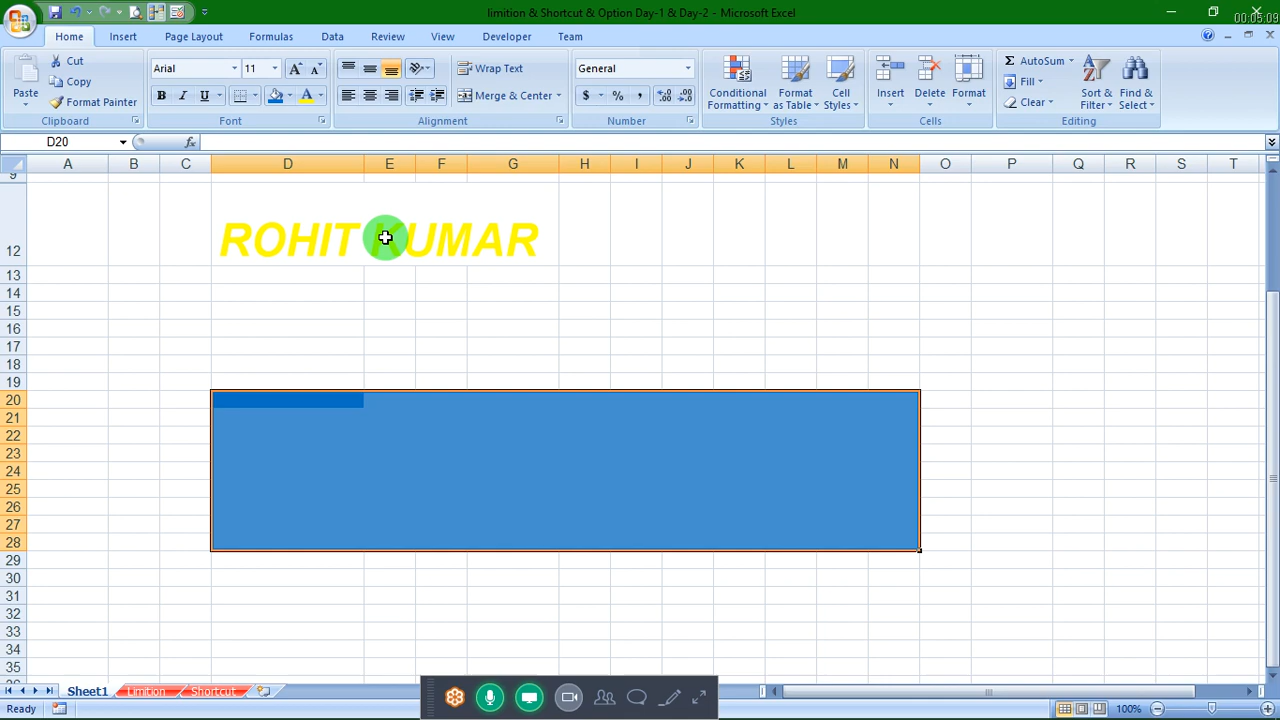 limition & Shortcut & Option Day-1 & Day-2 - Microsoft Excel
00:05:09
Home Insert Page Layout Formulas Data Review View Developer Team
Paste Cut Copy Format Painter
Arial 11
B I U A A A
Wrap Text
Merge & Center
General
$ % ,
Conditional Formatting Format as Table Cell Styles
Insert Delete Format
Σ AutoSum Fill Clear
Sort & Filter Find & Select
Clipboard Font Alignment Number Styles Cells Editing
D20 fx
A B C D E F G H I J K L M N O P Q R S T
9
12 ROHIT KUMAR
13
14
15
16
17
18
19
20
21
22
23
24
25
26
27
28
29
30
31
32
33
34
35
Sheet1 Limition Shortcut
Ready 100%